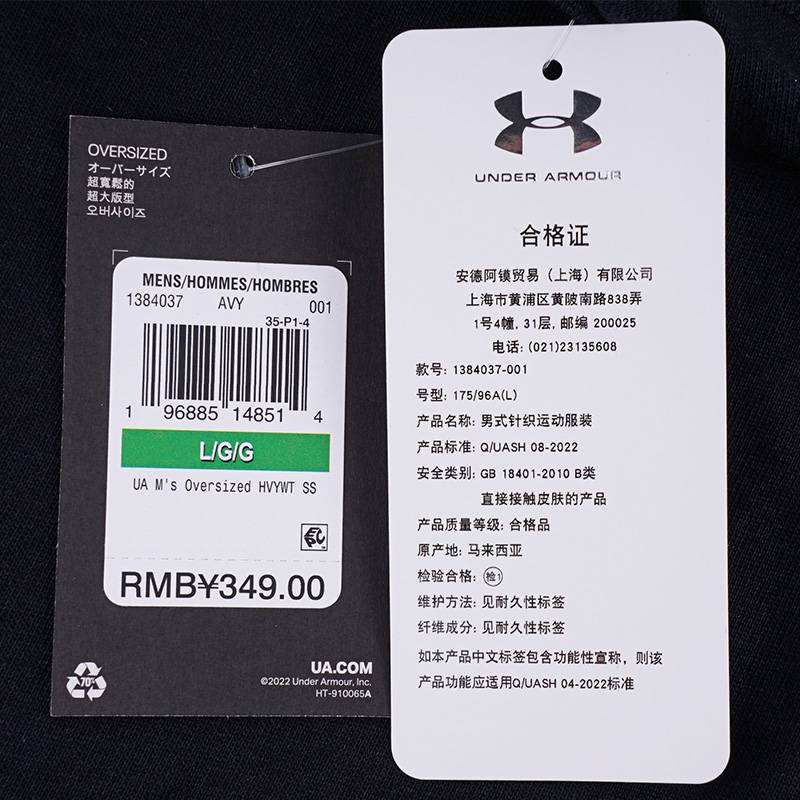 OVERSIZED
オーバーサイズ
超寬鬆的
超大版型
오버사이즈
MENS/HOMMES/HOMBRES
1384037 AVY 001
35-P1-4
1 96885 14851 4
L/G/G
UA M's Oversized HVYWT SS
EPC
RMB¥349.00
70%
UA.COM
©2022 Under Armour, Inc.
HT-910065A
UNDER ARMOUR
合格证
安德阿镆贸易（上海）有限公司
上海市黄浦区黄陂南路838弄
1号4幢, 31层, 邮编 200025
电话: (021)23135608
款号: 1384037-001
号型: 175/96A(L)
产品名称: 男式针织运动服装
产品标准: Q/UASH 08-2022
安全类别: GB 18401-2010 B类
直接接触皮肤的产品
产品质量等级: 合格品
原产地: 马来西亚
检验合格: 检1
维护方法: 见耐久性标签
纤维成分: 见耐久性标签
如本产品中文标签包含功能性宣称，则该
产品功能应适用Q/UASH 04-2022标准